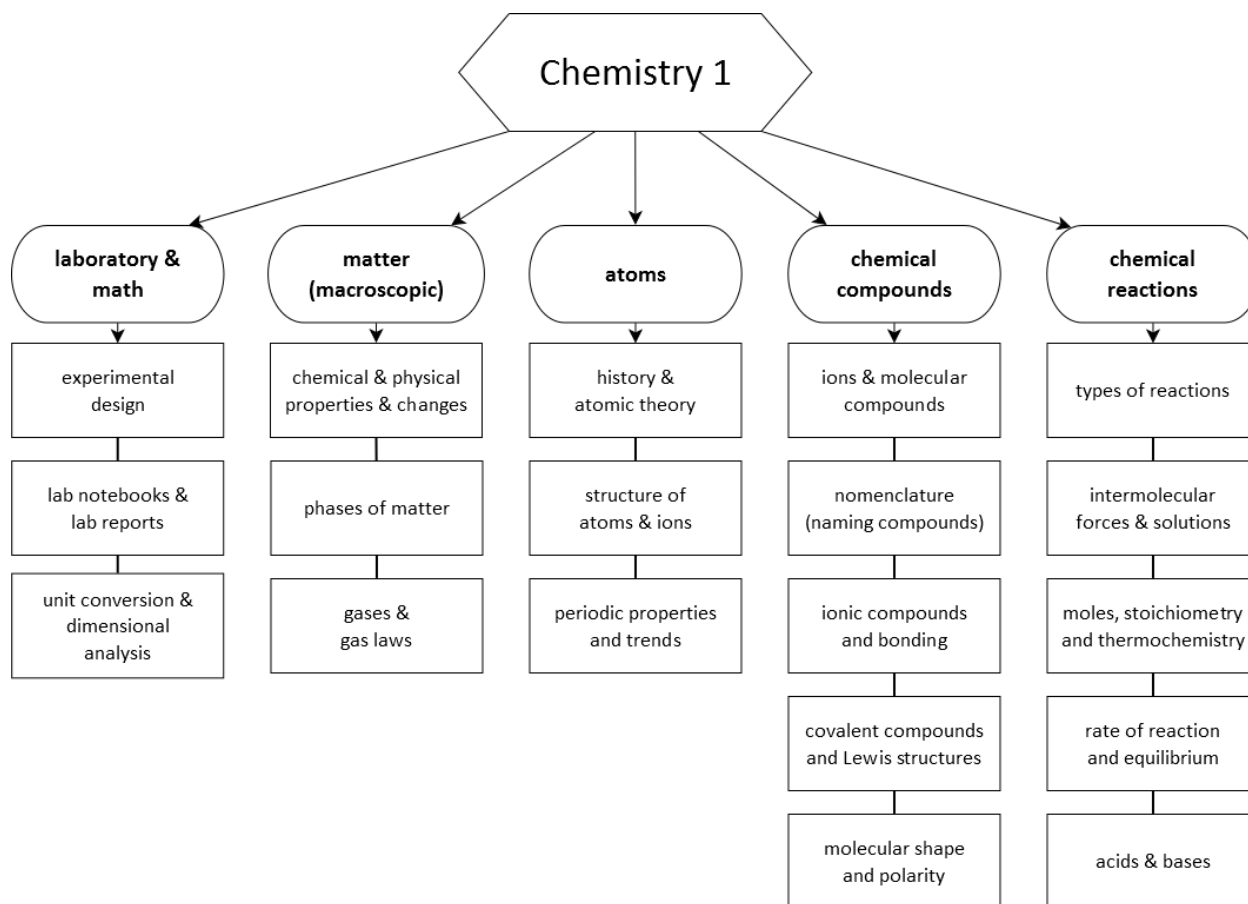 Chemistry 1
laboratory &
math
experimental
design
lab notebooks &
lab reports
unit conversion &
dimensional
analysis
matter
(macroscopic)
chemical & physical
properties & changes
phases of matter
gases &
gas laws
atoms
history &
atomic theory
structure of
atoms & ions
periodic properties
and trends
chemical
compounds
ions & molecular
compounds
nomenclature
(naming compounds)
ionic compounds
and bonding
covalent compounds
and Lewis structures
molecular shape
and polarity
chemical
reactions
types of reactions
intermolecular
forces & solutions
moles, stoichiometry
and thermochemistry
rate of reaction
and equilibrium
acids & bases